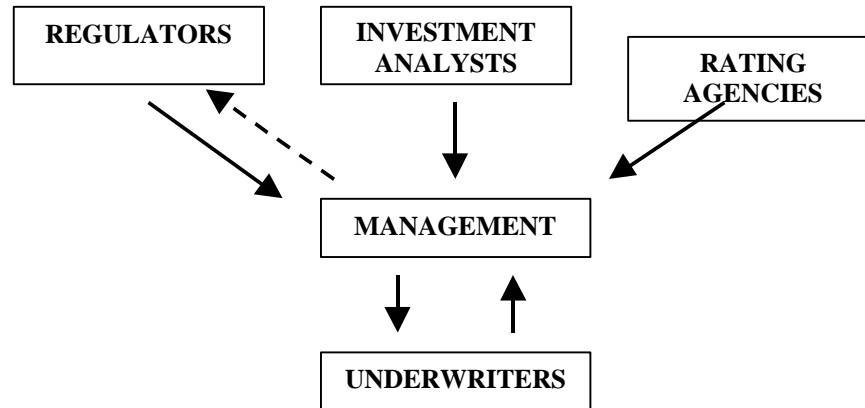 REGULATORS
INVESTMENT
ANALYSTS
RATING
AGENCIES
MANAGEMENT
UNDERWRITERS